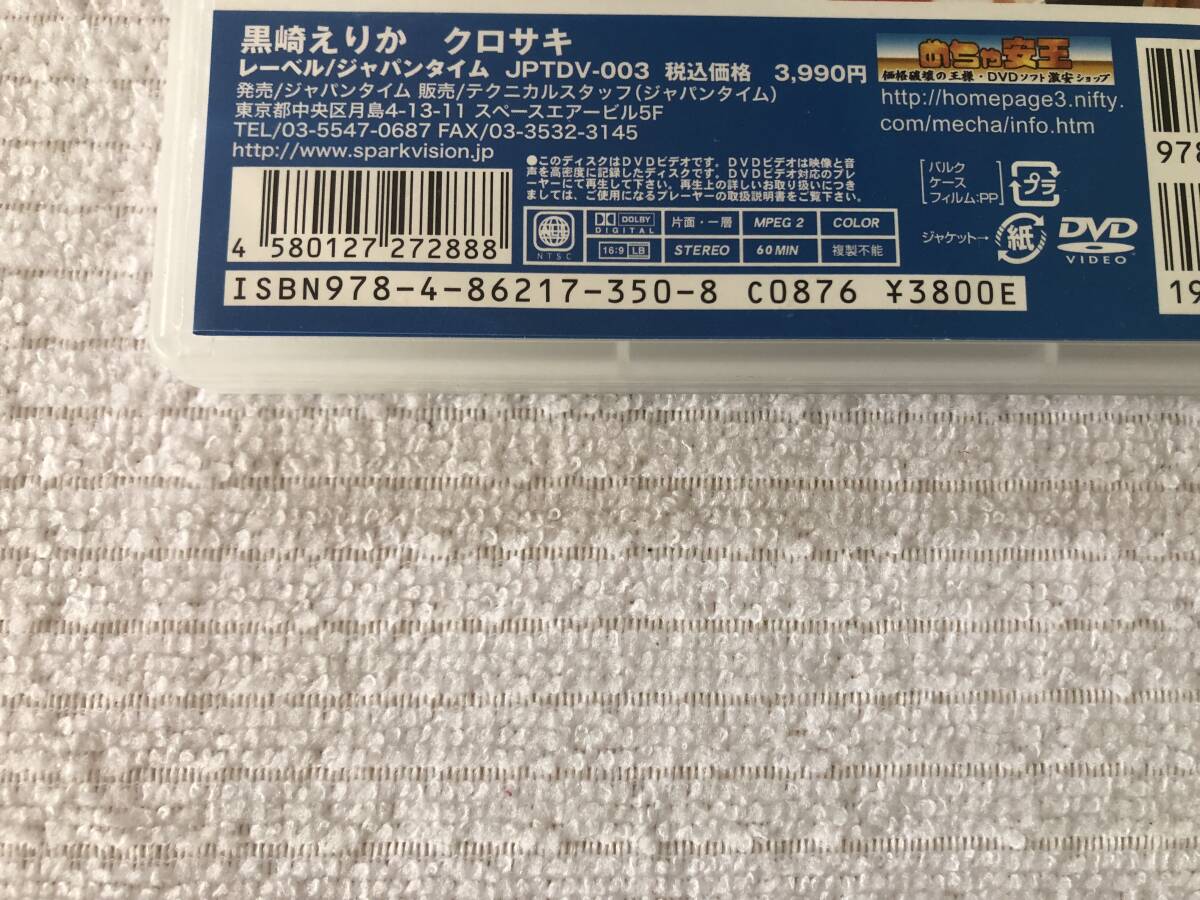 黒崎えりか　クロサキ
レーベル/ジャパンタイム JPTDV-003 税込価格 3,990円
発売/ジャパンタイム 販売/テクニカルスタッフ(ジャパンタイム)
東京都中央区月島4-13-11 スペースエアービル5F
TEL/03-5547-0687 FAX/03-3532-3145
http://www.sparkvision.jp
めちゃ安王
価格破壊の王様・DVDソフト激安ショップ
http://homepage3.nifty.
com/mecha/info.htm
●このディスクはDVDビデオです。DVDビデオは映像と音
声を高密度に記録したディスクです。DVDビデオ対応のプレ
ーヤーにて再生して下さい。再生上の詳しいお取り扱いにつき
ましては、ご使用になるプレーヤーの取扱説明書をご覧下さい。
NTSC
DOLBY
DIGITAL
片面・一層
MPEG 2
COLOR
16:9 LB
STEREO
60 MIN
複製不能
バルク
ケース
フィルム:PP
プラ
ジャケット→
紙
DVD
VIDEO
4 580127 272888
ISBN978-4-86217-350-8 C0876 ¥3800E
978
19